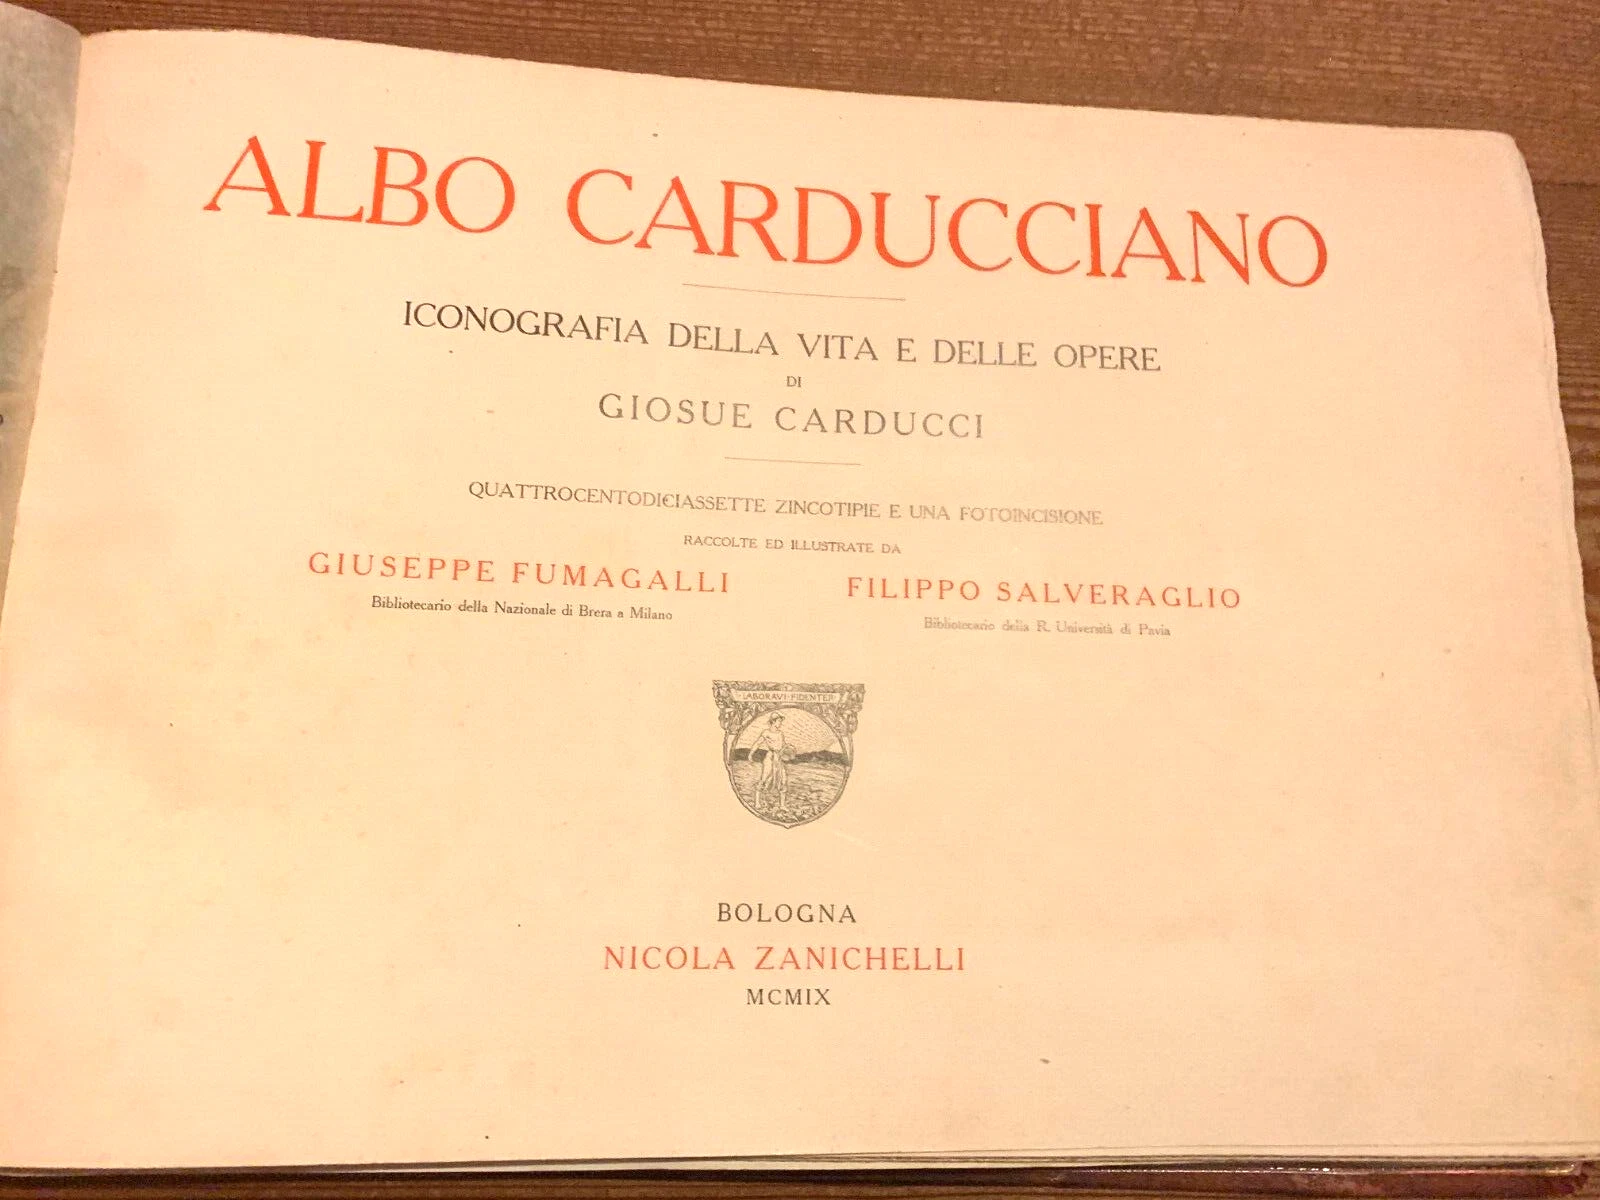 ALBO CARDUCCIANO
ICONOGRAFIA DELLA VITA E DELLE OPERE
DI
GIOSUE CARDUCCI
QUATTROCENTODICIASSETTE ZINCOTIPIE E UNA FOTOINCISIONE
RACCOLTE ED ILLUSTRATE DA
GIUSEPPE FUMAGALLI
Bibliotecario della Nazionale di Brera a Milano
FILIPPO SALVERAGLIO
Bibliotecario della R. Università di Pavia
LABORAVI FIDENTER
BOLOGNA
NICOLA ZANICHELLI
MCMIX